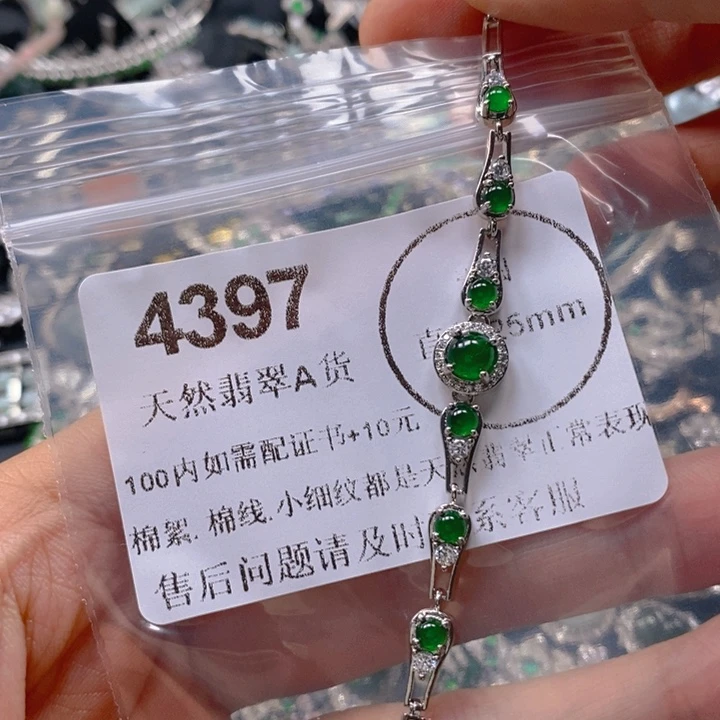 4397
天然翡翠A货
5mm
100内如需配证书+10元
棉絮.棉线.小细纹都是天然翡翠正常表现
售后问题请及时 系客服